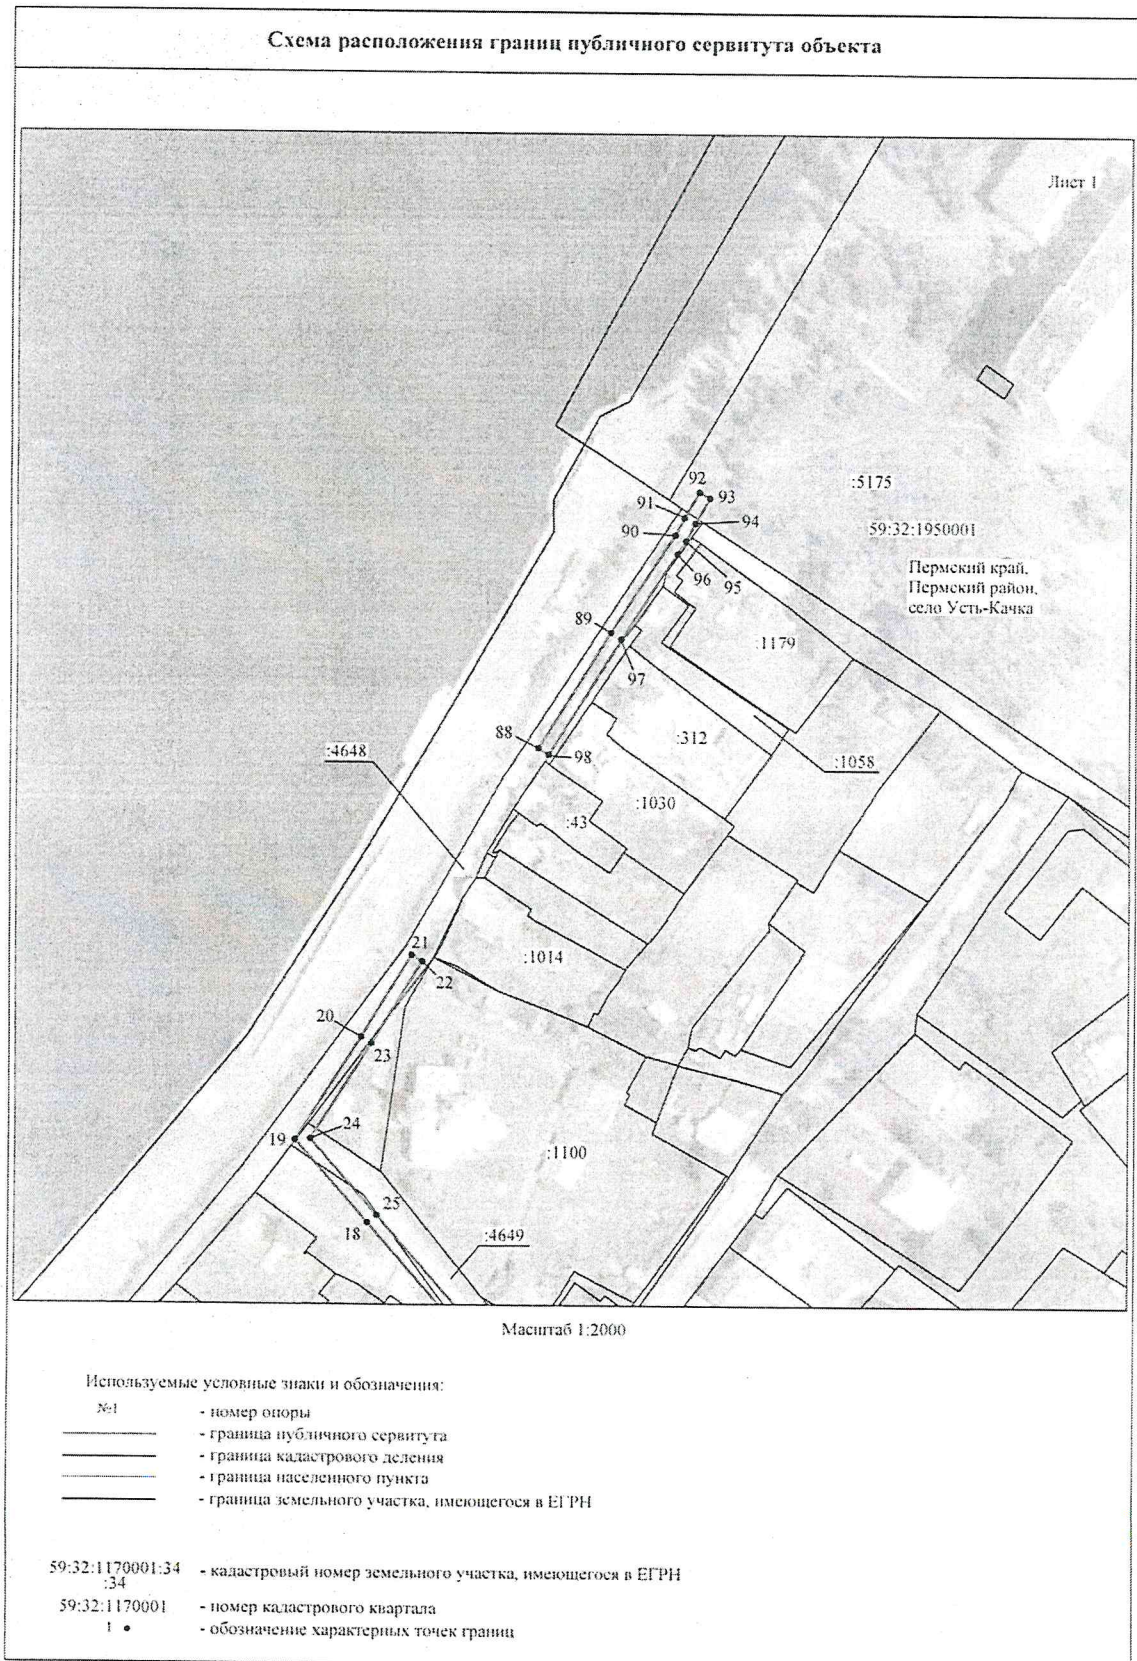 Схема расположения границ публичного сервитута объекта
Лист 1
92
93
:5175
91
94
90
59:32:1950001
96
95
Пермский край,
Пермский район,
село Усть-Качка
89
:1179
97
88
:312
:4648
98
:1058
:1030
:43
21
:1014
22
20
23
24
19
:1100
25
18
:4649
Масштаб 1:2000
Используемые условные знаки и обозначения:
№1 - номер опоры
- граница публичного сервитута
- граница кадастрового деления
- граница населенного пункта
- граница земельного участка, имеющегося в ЕГРН
59:32:1170001:34 - кадастровый номер земельного участка, имеющегося в ЕГРН
:34
59:32:1170001 - номер кадастрового квартала
1 - обозначение характерных точек границ